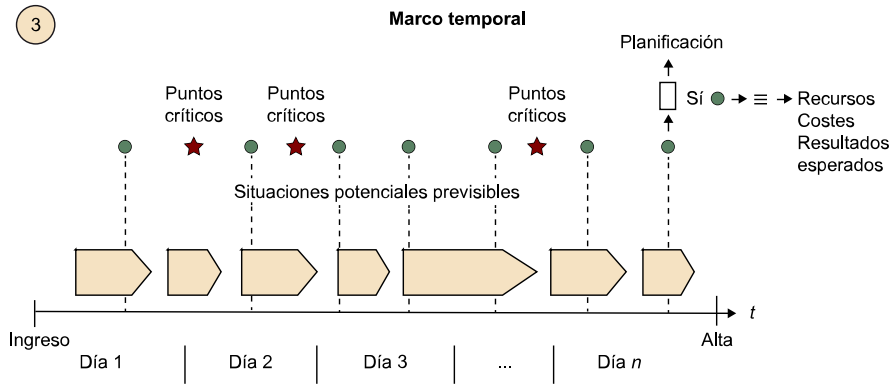 3
Marco temporal
Planificación
Puntos
críticos
Puntos
críticos
Puntos
críticos
Sí
≡
Recursos
Costes
Resultados
esperados
Situaciones potenciales previsibles
t
Ingreso
Alta
Día 1
Día 2
Día 3
...
Día n